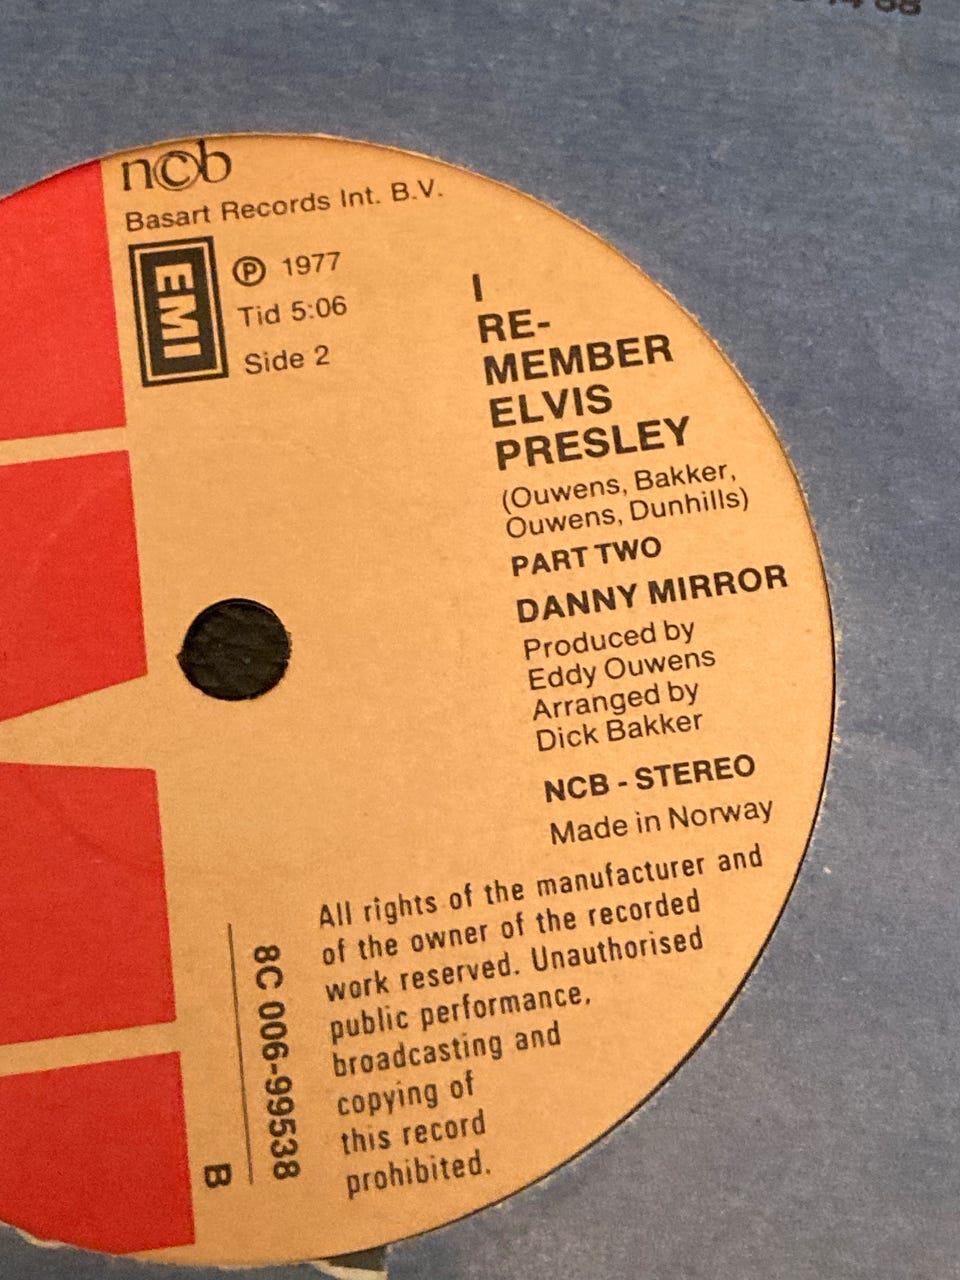 ncb
Basart Records Int. B.V.
EMI
℗ 1977
Tid 5:06
Side 2
I
RE-
MEMBER
ELVIS
PRESLEY
(Ouwens, Bakker,
Ouwens, Dunhills)
PART TWO
DANNY MIRROR
Produced by
Eddy Ouwens
Arranged by
Dick Bakker
NCB - STEREO
Made in Norway
All rights of the manufacturer and
of the owner of the recorded
work reserved. Unauthorised
public performance,
broadcasting and
copying of
this record
prohibited.
8C 006-99538
B